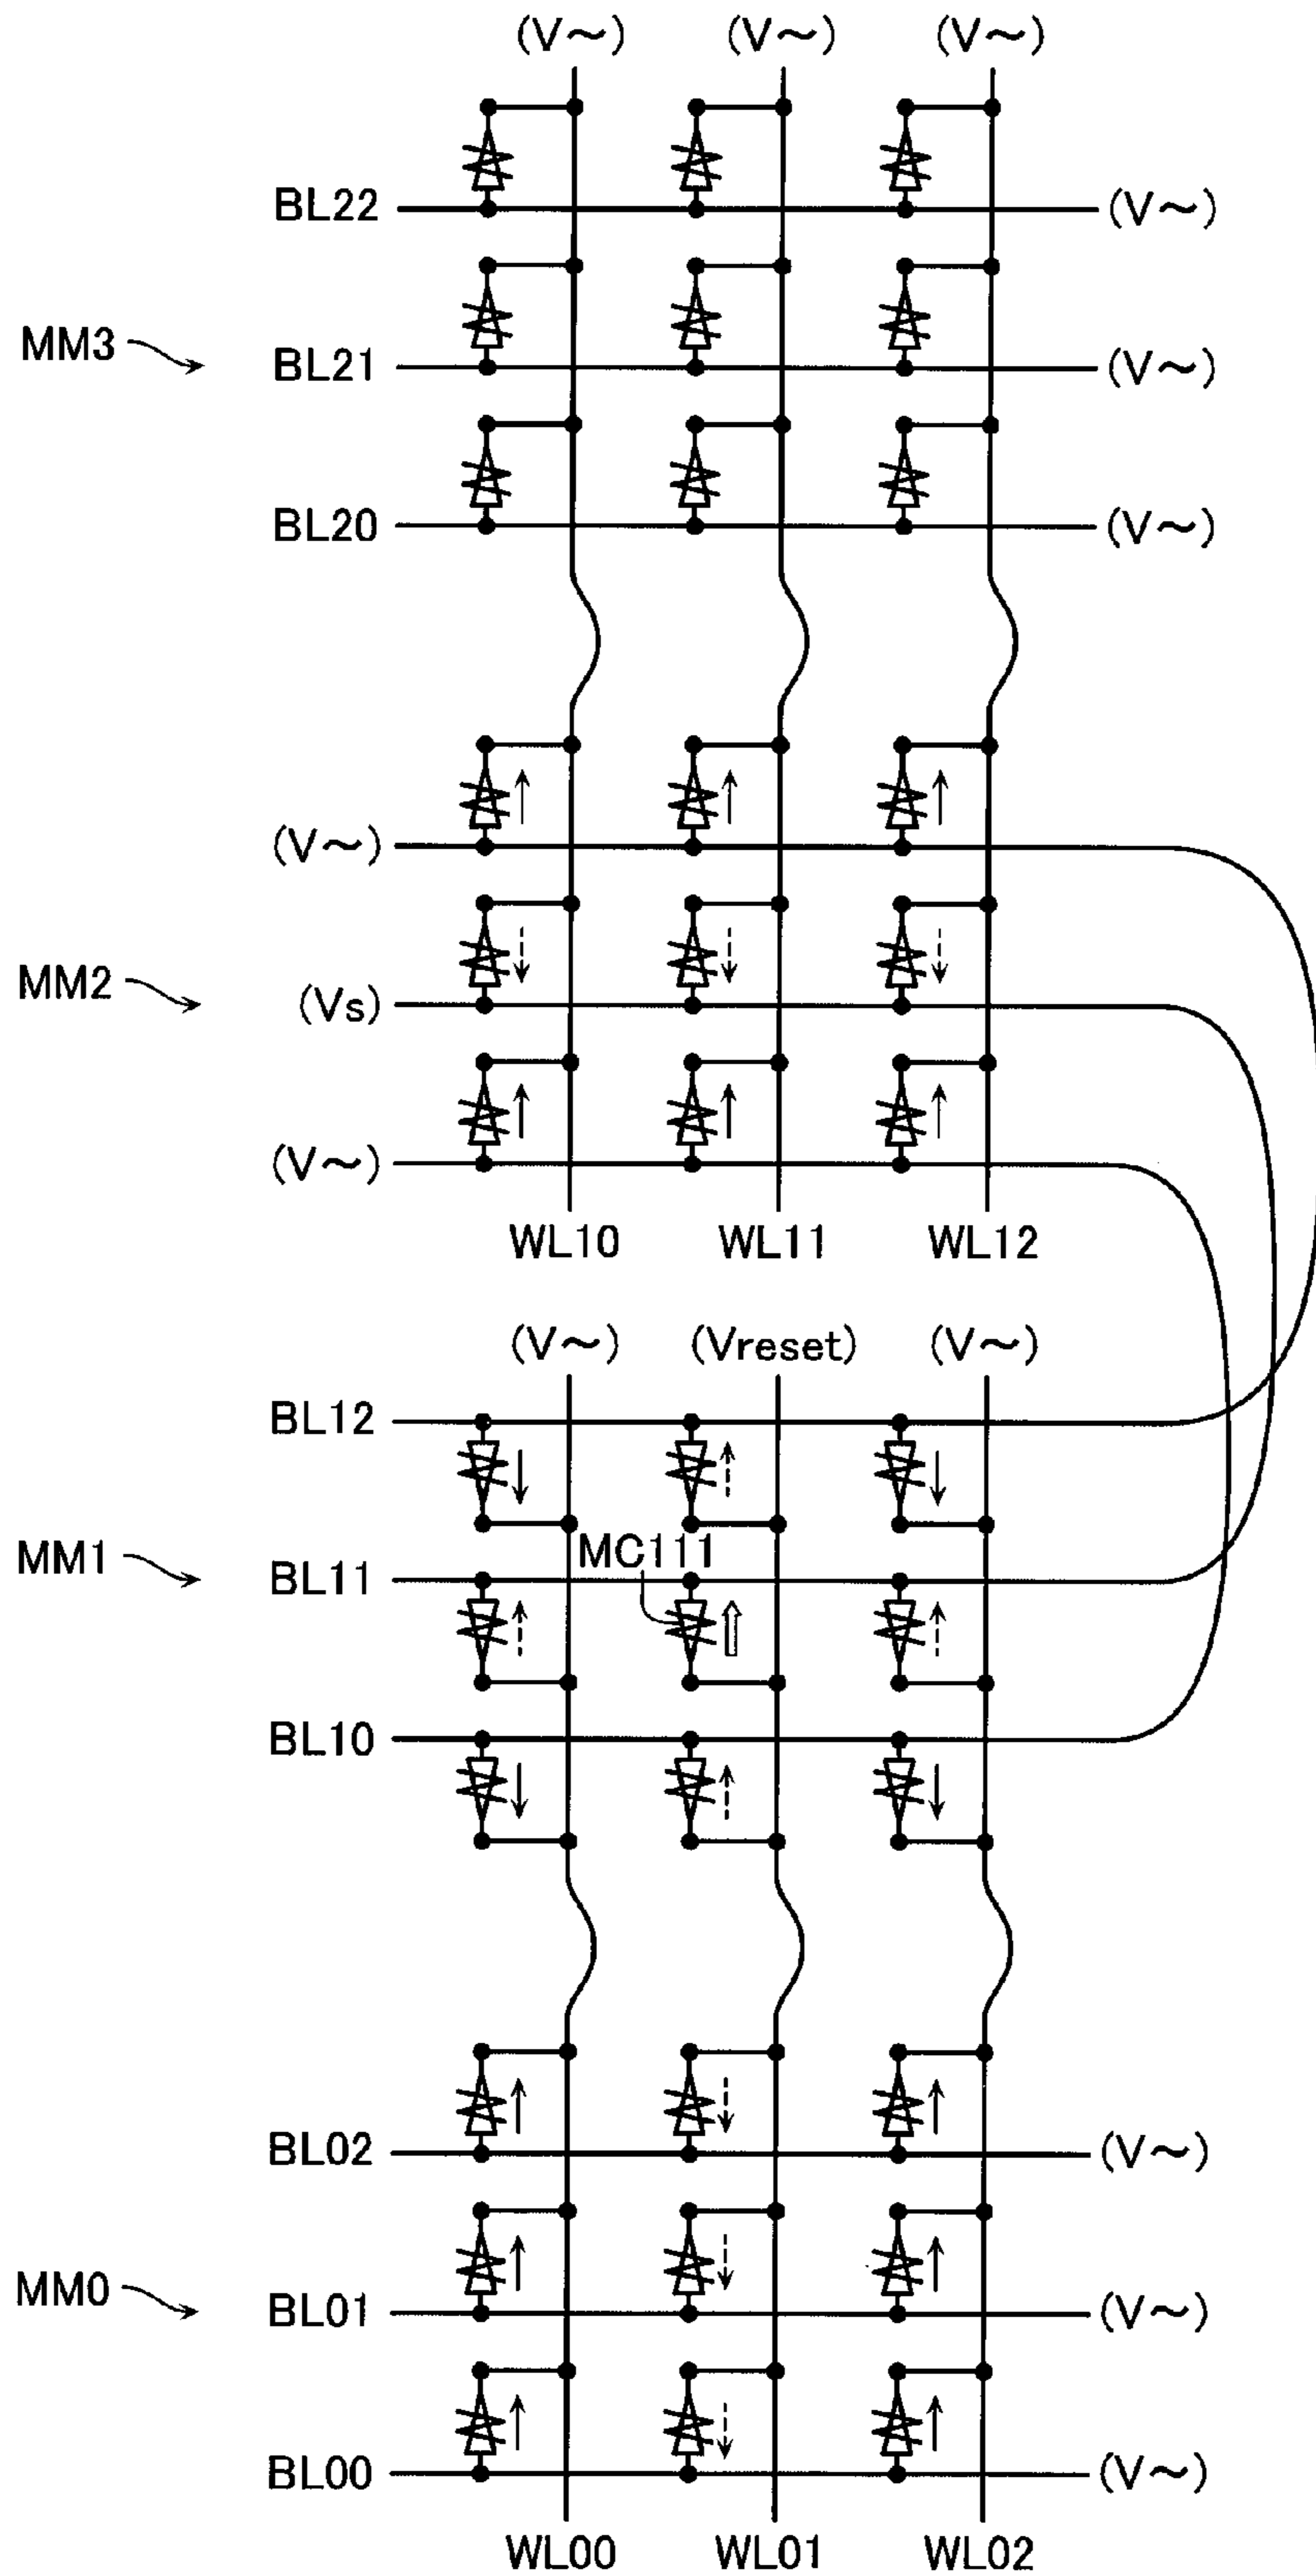 (V～) (V～) (V～)
BL22 (V～)
MM3 BL21 (V～)
BL20 (V～)
(V～)
MM2 (Vs)
(V～)
WL10 WL11 WL12
(V～) (Vreset) (V～)
BL12
MC111
MM1 BL11
BL10
BL02 (V～)
MM0 BL01 (V～)
BL00 (V～)
WL00 WL01 WL02